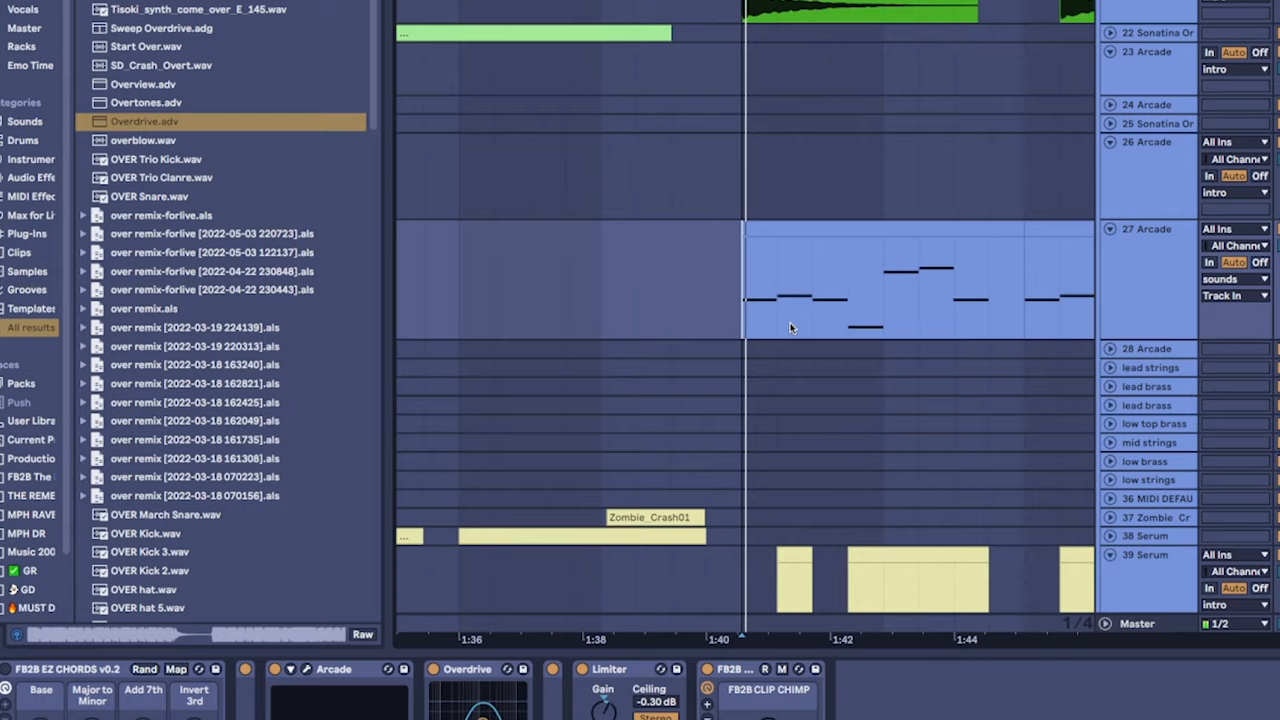 Vocals
Master
Racks
Emo Time
tegories
Sounds
Drums
Instrumer
Audio Effe
MIDI Effec
Max for Li
Plug-Ins
Clips
Samples
Grooves
Templates
All results
aces
Packs
Push
User Libra
Current P
Productio
FB2B The
THE REME
MPH RAVE
MPH DR
Music 200
GR
GD
MUST D
Tisoki_synth_come_over_E_145.wav
Sweep Overdrive.adg
Start Over.wav
SD_Crash_Overt.wav
Overview.adv
Overtones.adv
Overdrive.adv
overblow.wav
OVER Trio Kick.wav
OVER Trio Clanre.wav
OVER Snare.wav
over remix-forlive.als
over remix-forlive [2022-05-03 220723].als
over remix-forlive [2022-05-03 122137].als
over remix-forlive [2022-04-22 230848].als
over remix-forlive [2022-04-22 230443].als
over remix.als
over remix [2022-03-19 224139].als
over remix [2022-03-19 220313].als
over remix [2022-03-18 163240].als
over remix [2022-03-18 162821].als
over remix [2022-03-18 162425].als
over remix [2022-03-18 162049].als
over remix [2022-03-18 161735].als
over remix [2022-03-18 161308].als
over remix [2022-03-18 070223].als
over remix [2022-03-18 070156].als
OVER March Snare.wav
OVER Kick.wav
OVER Kick 3.wav
OVER Kick 2.wav
OVER hat.wav
OVER hat 5.wav
Raw
...
Zombie_Crash01
...
1:36 1:38 1:40 1:42 1:44
1/4
22 Sonatina Or
23 Arcade
In Auto Off
intro
24 Arcade
25 Sonatina Or
26 Arcade
All Ins
All Channe
In Auto Off
intro
27 Arcade
All Ins
All Channe
In Auto Off
sounds
Track In
28 Arcade
lead strings
lead brass
lead brass
low top brass
mid strings
low brass
low strings
36 MIDI DEFAU
37 Zombie Cr
38 Serum
39 Serum
All Ins
All Channe
In Auto Off
intro
Master
1/2
FB2B EZ CHORDS v0.2 Rand Map
Base
Major to
Minor
Add 7th
Invert
3rd
Arcade
Overdrive
Limiter
Gain
Ceiling
-0.30 dB
Stereo
FB2B ... R M
FB2B CLIP CHIMP